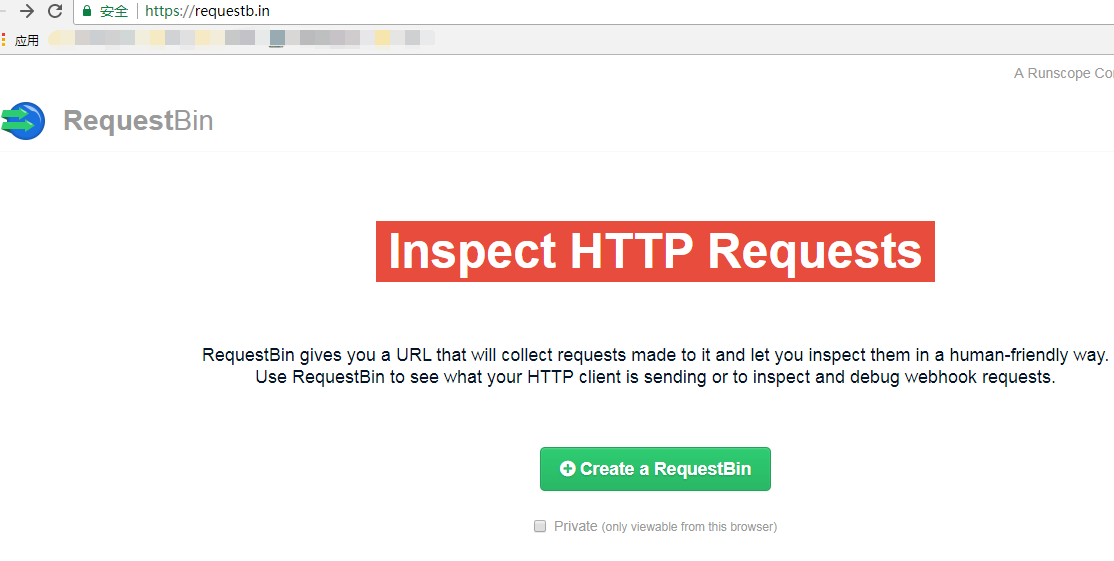 安全 https://requestb.in
应用
A Runscope
RequestBin
Inspect HTTP Requests
RequestBin gives you a URL that will collect requests made to it and let you inspect them in a human-friendly way.
Use RequestBin to see what your HTTP client is sending or to inspect and debug webhook requests.
Create a RequestBin
Private (only viewable from this browser)